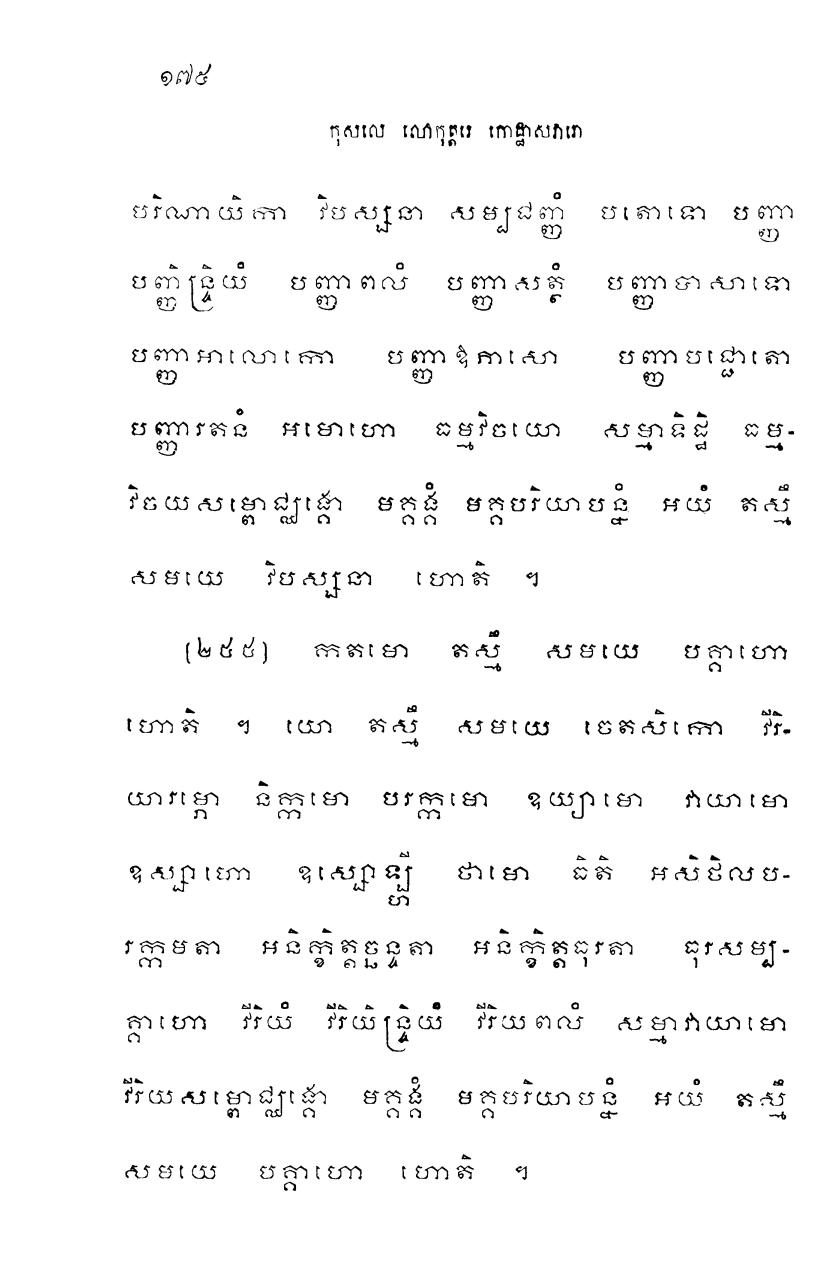 ១៧៥
កុសលេ លោកុត្តរេ កោដ្ឋាសវារោ
បរិណាយិកា វិបស្សនា សម្បជញ្ញំ បតោទោ បញ្ញា
បញ្ញិន្ទ្រិយំ បញ្ញាពលំ បញ្ញាសត្ថំ បញ្ញាបាសាទោ
បញ្ញាអាលោកោ បញ្ញាឱភាសោ បញ្ញាបជ្ជោតោ
បញ្ញារតនំ អមោហោ ធម្មវិចយោ សម្មាទិដ្ឋិ ធម្ម-
វិចយសម្ពោជ្ឈង្គោ មគ្គង្គំ មគ្គបរិយាបន្នំ អយំ តស្មឹ
សមយេ វិបស្សនា ហោតិ ។
(២៥៥) កតមោ តស្មឹ សមយេ បគ្គាហោ
ហោតិ ។ យោ តស្មឹ សមយេ ចេតសិកោ វីរិ-
យារម្ភោ និក្កមោ បរក្កមោ ឧយ្យាមោ វាយាមោ
ឧស្សាហោ ឧស្សោឡ្ហី ថាមោ ធិតិ អសិថិលប-
រក្កមតា អនិក្ខិត្តច្ឆន្ទតា អនិក្ខិត្តធុរតា ធុរសម្ប-
គ្គាហោ វីរិយំ វីរិយិន្ទ្រិយំ វីរិយពលំ សម្មាវាយាមោ
វីរិយសម្ពោជ្ឈង្គោ មគ្គង្គំ មគ្គបរិយាបន្នំ អយំ តស្មឹ
សមយេ បគ្គាហោ ហោតិ ។